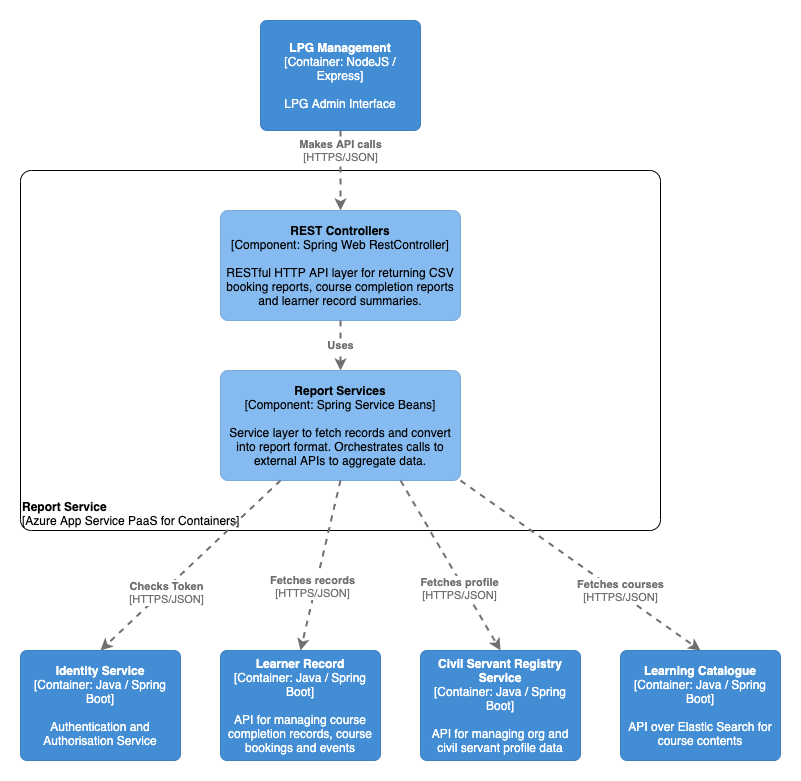 LPG Management
[Container: NodeJS /
Express]
LPG Admin Interface
Makes API calls
[HTTPS/JSON]
REST Controllers
[Component: Spring Web RestController]
RESTful HTTP API layer for returning CSV
booking reports, course completion reports
and learner record summaries.
Uses
Report Services
[Component: Spring Service Beans]
Service layer to fetch records and convert
into report format. Orchestrates calls to
external APIs to aggregate data.
Report Service
[Azure App Service PaaS for Containers]
Checks Token
[HTTPS/JSON]
Fetches records
[HTTPS/JSON]
Fetches profile
[HTTPS/JSON]
Fetches courses
[HTTPS/JSON]
Identity Service
[Container: Java / Spring
Boot]
Authentication and
Authorisation Service
Learner Record
[Container: Java / Spring
Boot]
API for managing course
completion records, course
bookings and events
Civil Servant Registry
Service
[Container: Java / Spring
Boot]
API for managing org and
civil servant profile data
Learning Catalogue
[Container: Java / Spring
Boot]
API over Elastic Search for
course contents